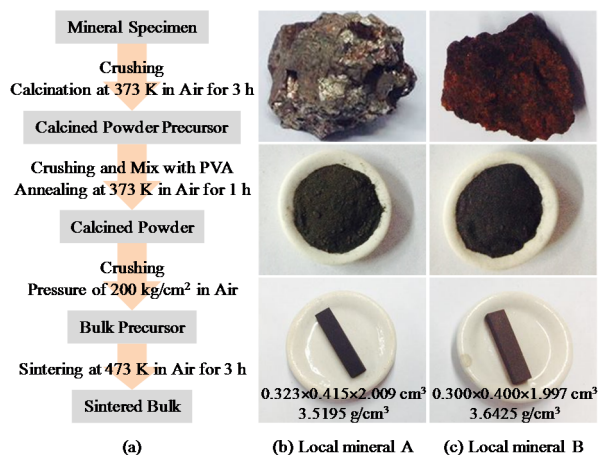 Mineral Specimen
Crushing
Calcination at 373 K in Air for 3 h
Calcined Powder Precursor
Crushing and Mix with PVA
Annealing at 373 K in Air for 1 h
Calcined Powder
Crushing
Pressure of 200 kg/cm² in Air
Bulk Precursor
Sintering at 473 K in Air for 3 h
Sintered Bulk
(a)
0.323×0.415×2.009 cm³
3.5195 g/cm³
(b) Local mineral A
0.300×0.400×1.997 cm³
3.6425 g/cm³
(c) Local mineral B